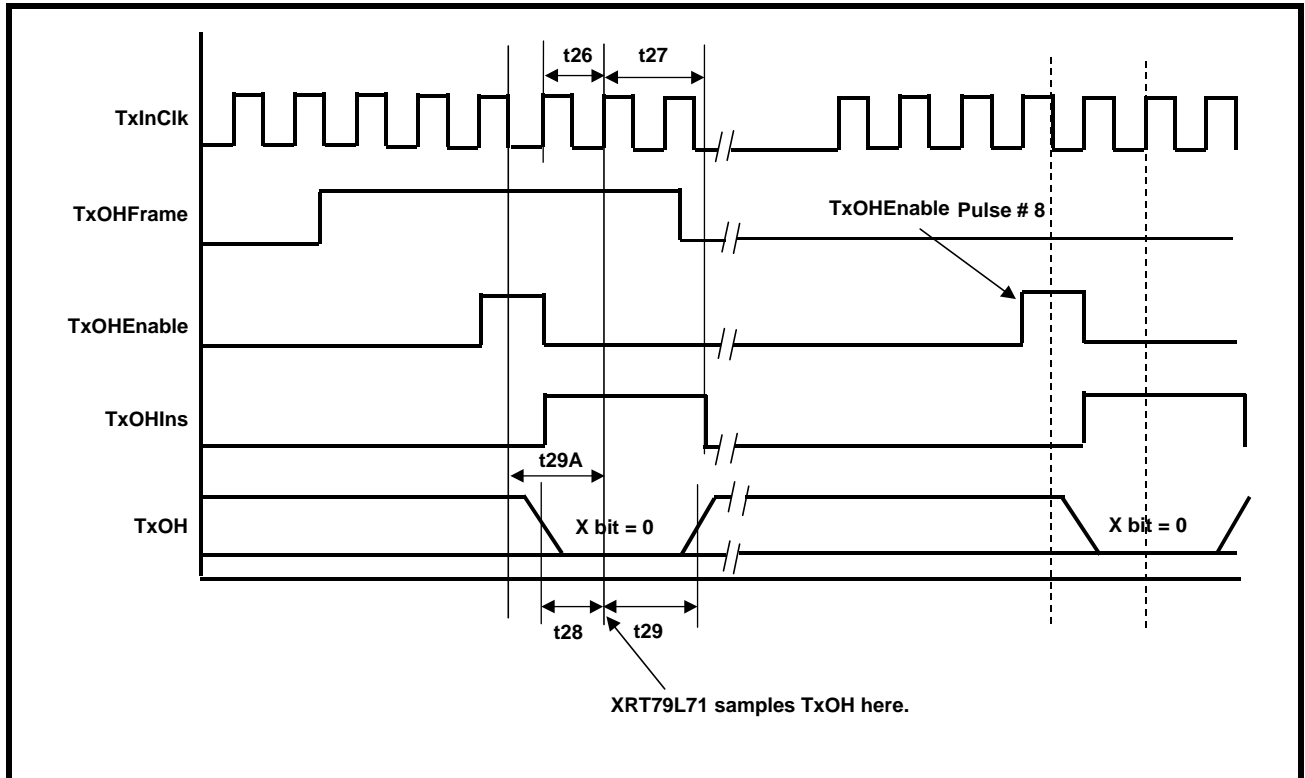 t26
t27
TxInClk
TxOHFrame
TxOHEnable Pulse # 8
TxOHEnable
TxOHIns
t29A
TxOH
X bit = 0
X bit = 0
t28
t29
XRT79L71 samples TxOH here.